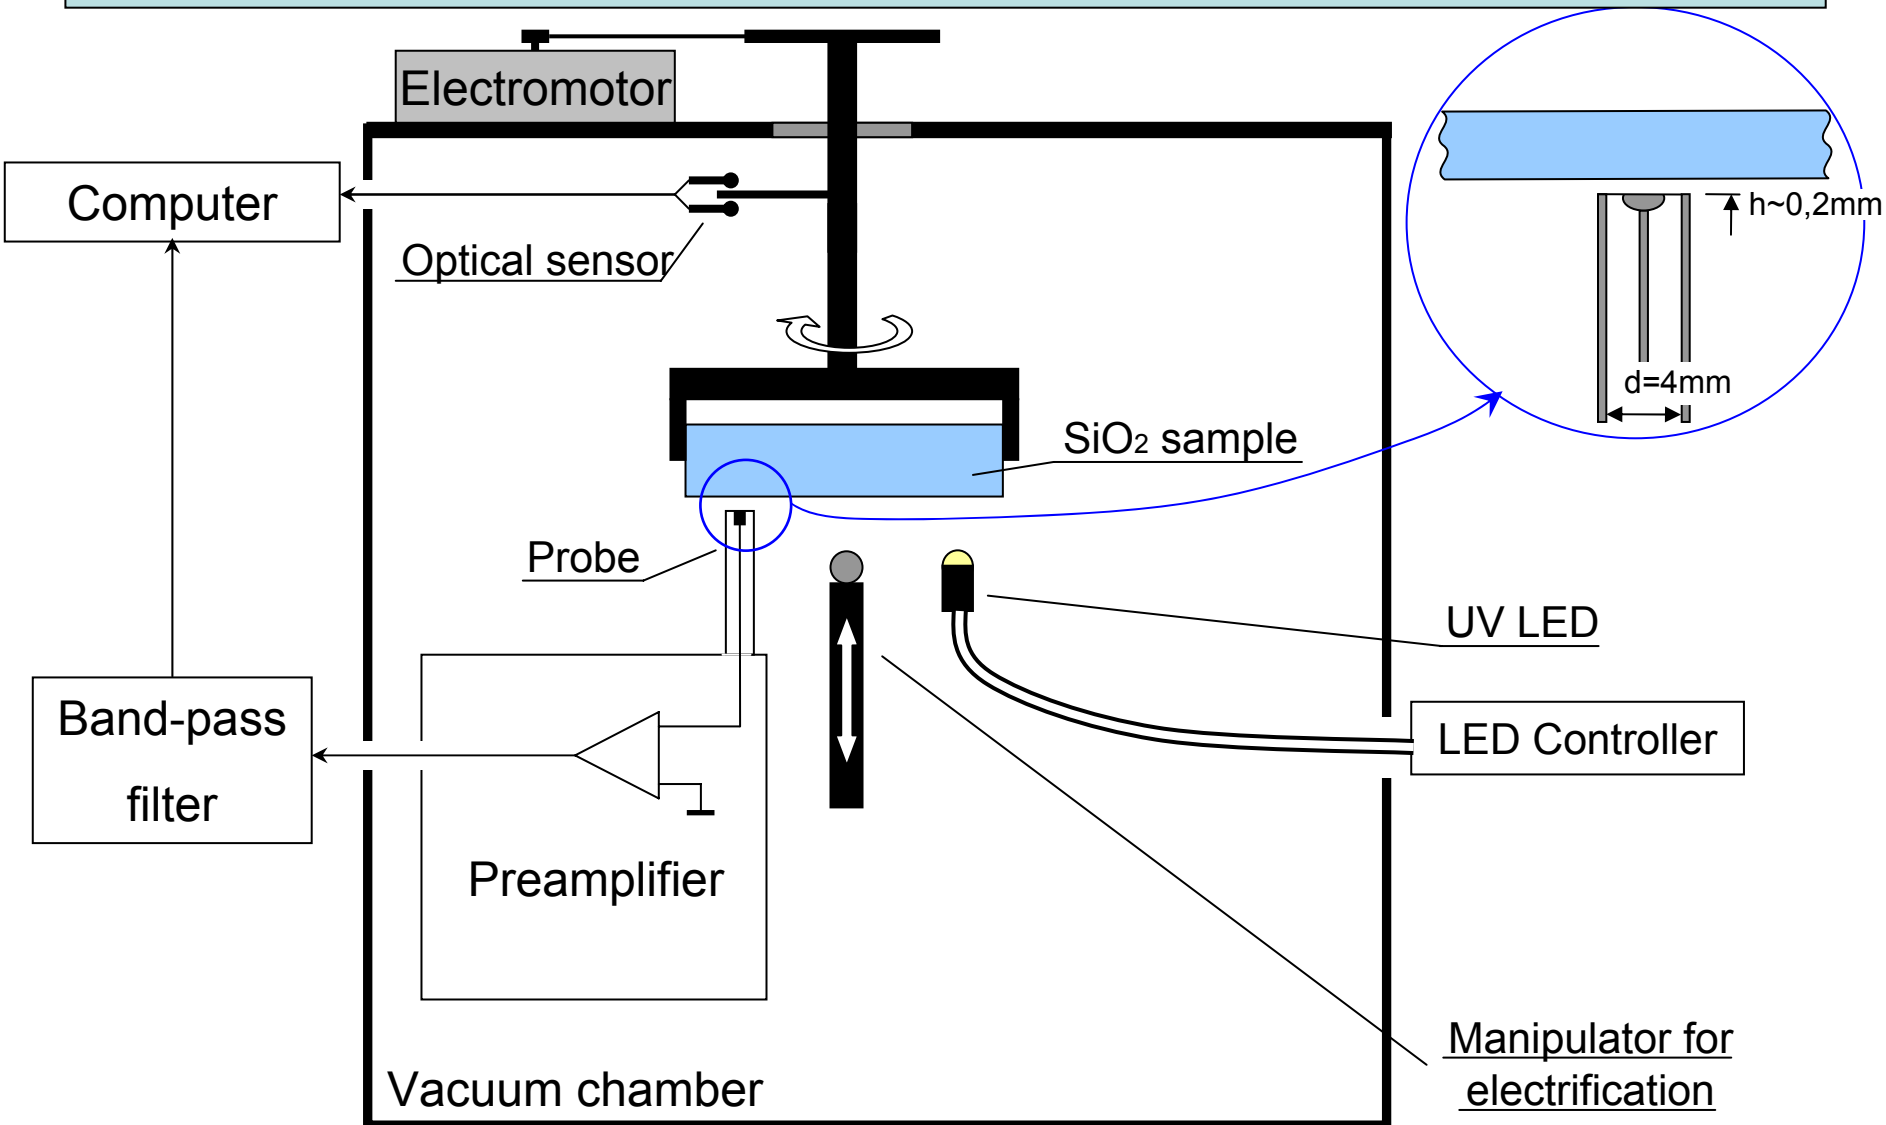 Electromotor
Computer
h~0,2mm
Optical sensor
d=4mm
SiO2 sample
Probe
UV LED
Band-pass
filter
LED Controller
Preamplifier
Manipulator for
electrification
Vacuum chamber